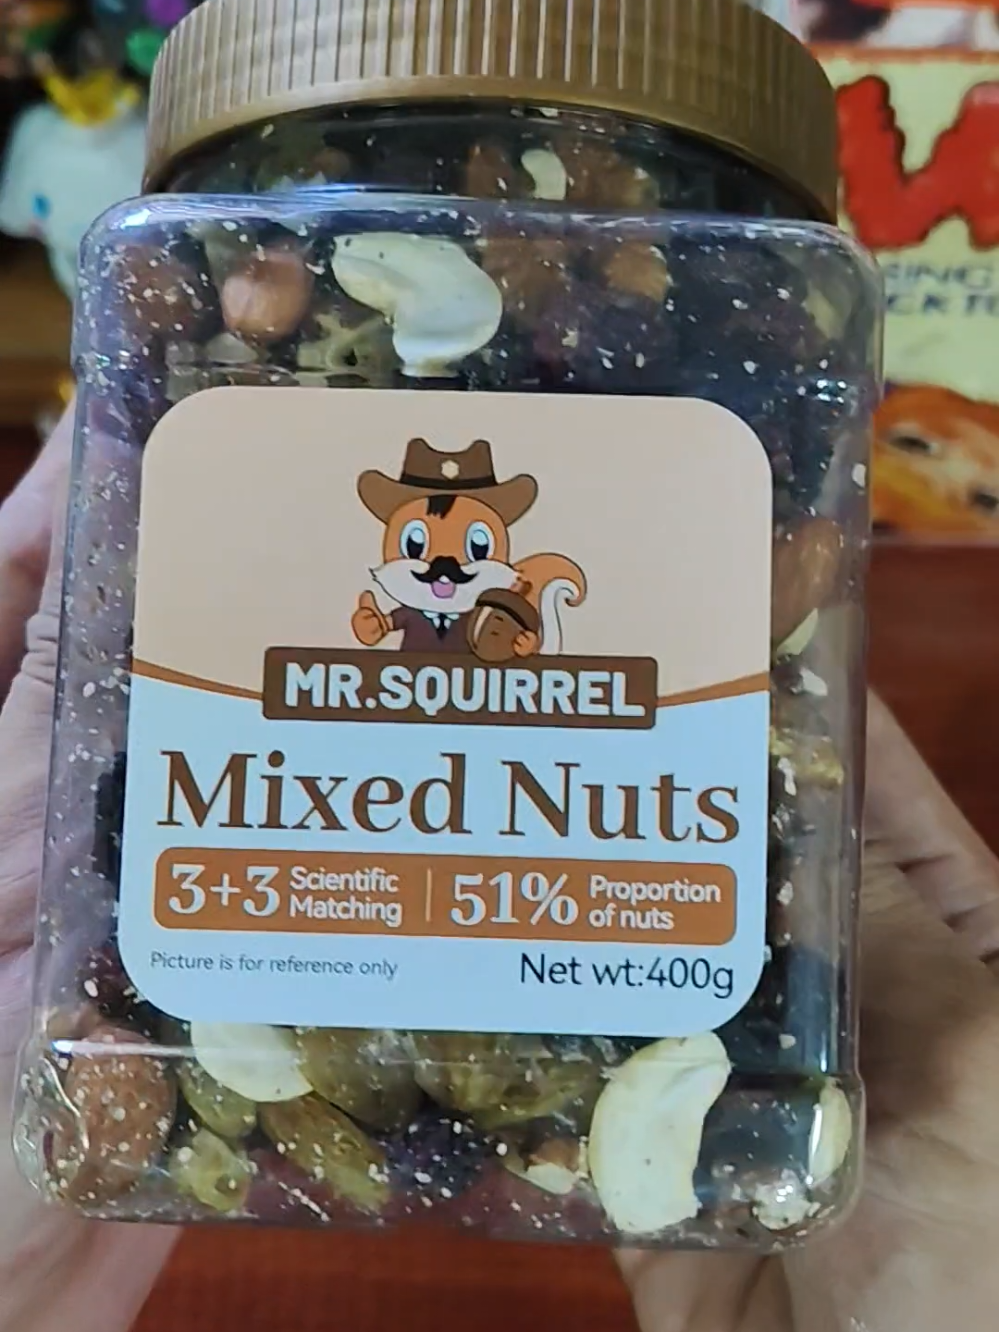 MR.SQUIRREL
Mixed Nuts
3+3 Scientific Matching | 51% Proportion of nuts
Picture is for reference only
Net wt:400g